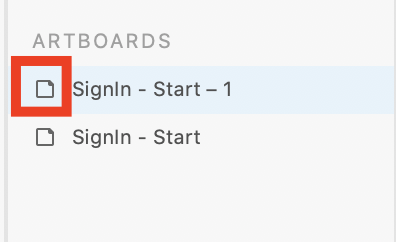 ARTBOARDS
SignIn - Start – 1
SignIn - Start